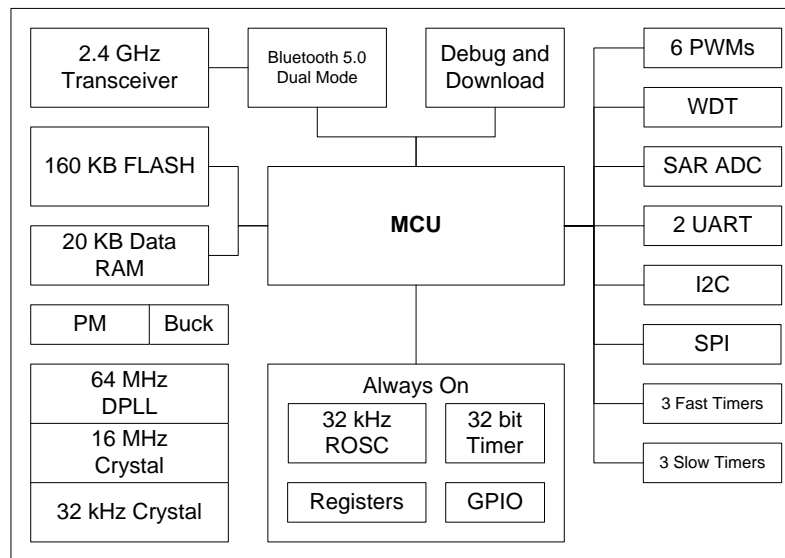 2.4 GHz
Transceiver
Bluetooth 5.0
Dual Mode
Debug and
Download
6 PWMs
WDT
160 KB FLASH
SAR ADC
MCU
2 UART
20 KB Data
RAM
I2C
PM
Buck
SPI
64 MHz
DPLL
Always On
3 Fast Timers
32 kHz
ROSC
32 bit
Timer
16 MHz
Crystal
3 Slow Timers
32 kHz Crystal
Registers
GPIO